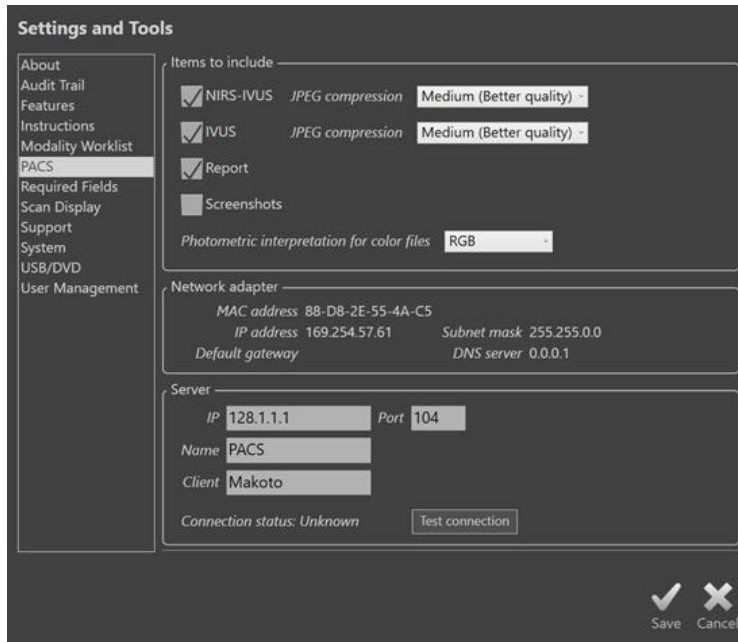 Settings and Tools
About
Audit Trail
Features
Instructions
Modality Worklist
PACS
Required Fields
Scan Display
Support
System
USB/DVD
User Management
Items to include
NIRS-IVUS JPEG compression Medium (Better quality)
IVUS JPEG compression Medium (Better quality)
Report
Screenshots
Photometric interpretation for color files RGB
Network adapter
MAC address 88-D8-2E-55-4A-C5
IP address 169.254.57.61 Subnet mask 255.255.0.0
Default gateway DNS server 0.0.0.1
Server
IP 128.1.1.1 Port 104
Name PACS
Client Makoto
Connection status: Unknown Test connection
Save Cancel